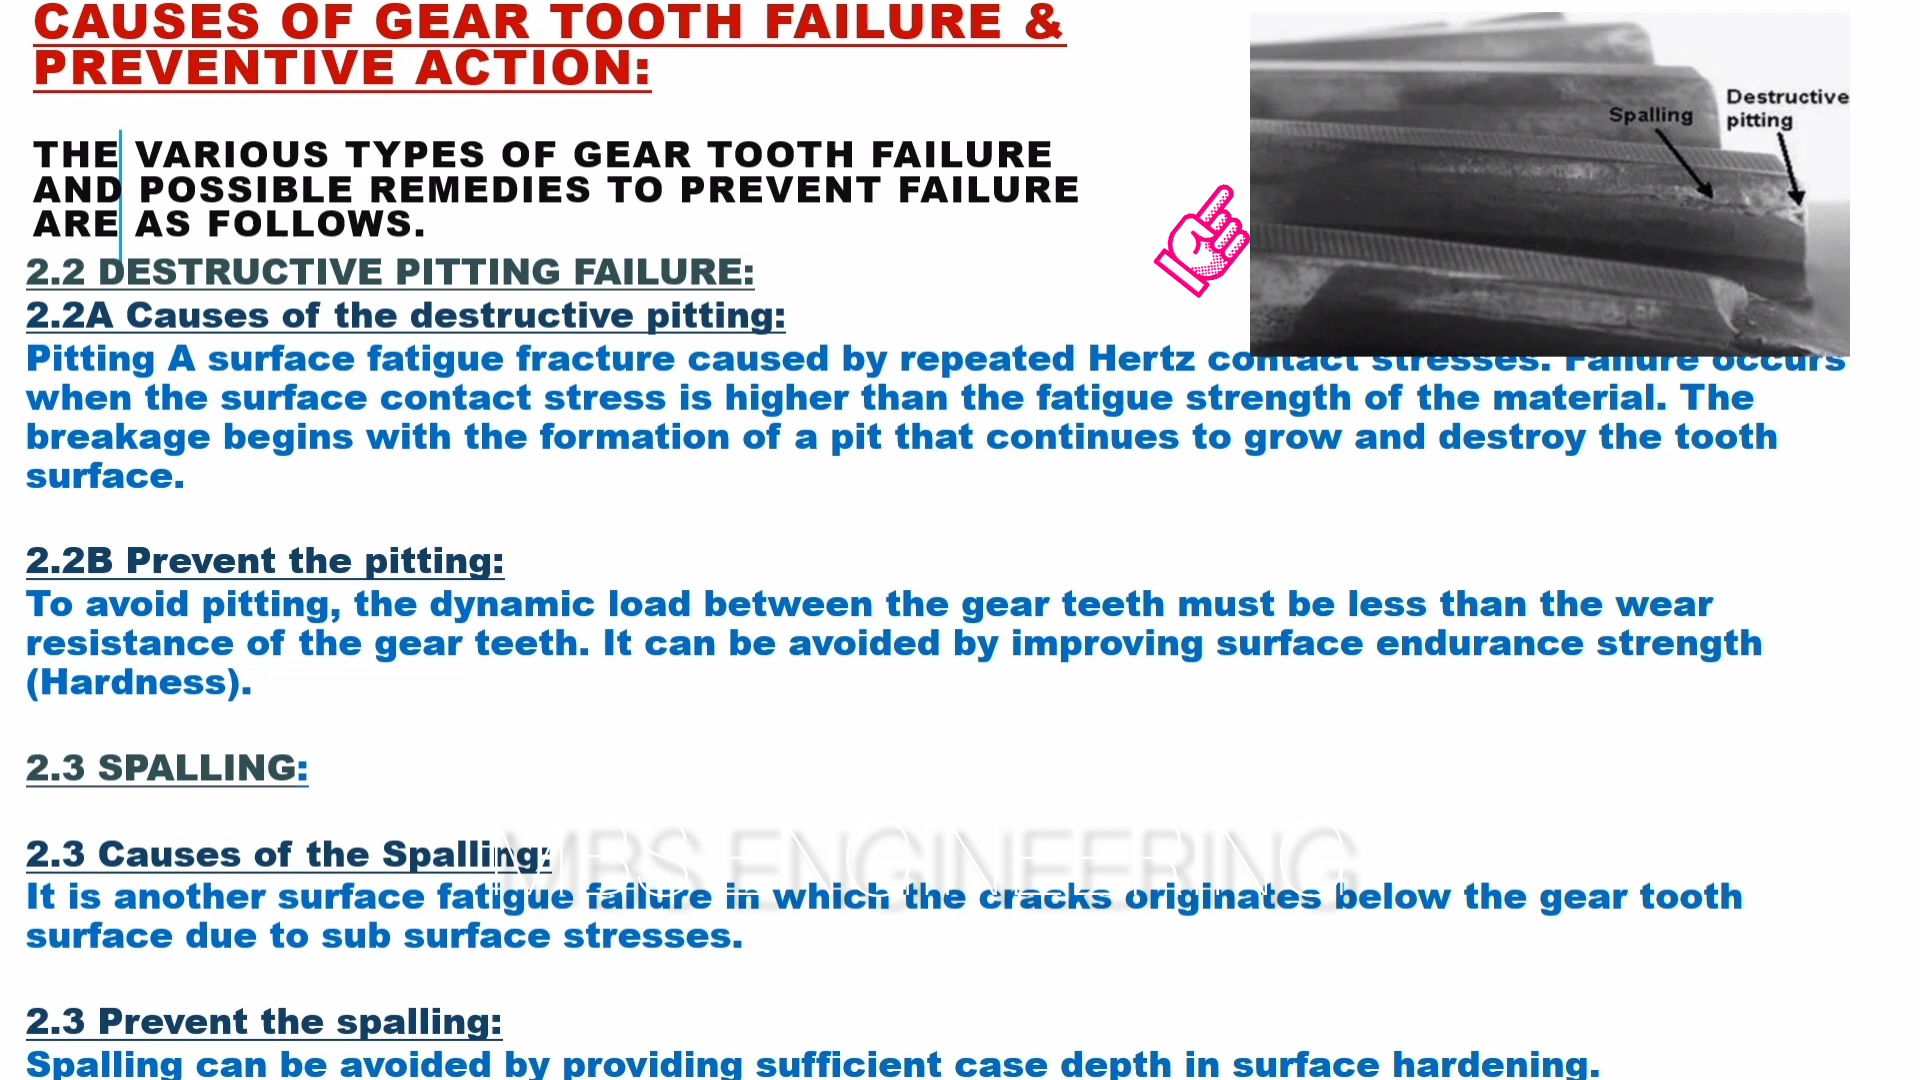 CAUSES OF GEAR TOOTH FAILURE &
PREVENTIVE ACTION:
THE VARIOUS TYPES OF GEAR TOOTH FAILURE
AND POSSIBLE REMEDIES TO PREVENT FAILURE
ARE AS FOLLOWS.
Spalling
Destructive
pitting
2.2 DESTRUCTIVE PITTING FAILURE:
2.2A Causes of the destructive pitting:
Pitting A surface fatigue fracture caused by repeated Hertz contact stresses. Failure occurs
when the surface contact stress is higher than the fatigue strength of the material. The
breakage begins with the formation of a pit that continues to grow and destroy the tooth
surface.
2.2B Prevent the pitting:
To avoid pitting, the dynamic load between the gear teeth must be less than the wear
resistance of the gear teeth. It can be avoided by improving surface endurance strength
(Hardness).
2.3 SPALLING:
2.3 Causes of the Spalling:
MBS ENGINEERING
It is another surface fatigue failure in which the cracks originates below the gear tooth
surface due to sub surface stresses.
2.3 Prevent the spalling:
Spalling can be avoided by providing sufficient case depth in surface hardening.